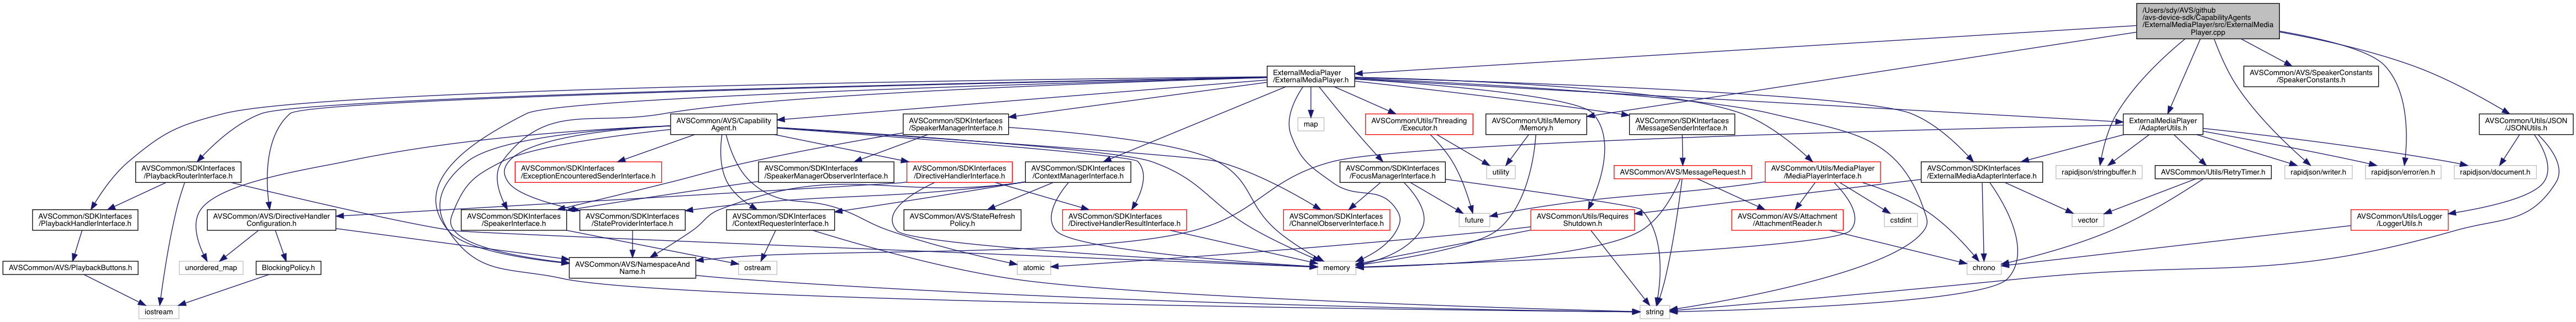 /Users/sdy/AVS/github
/avs-device-sdk/CapabilityAgents
/ExternalMediaPlayer/src/ExternalMedia
Player.cpp
ExternalMediaPlayer
/ExternalMediaPlayer.h
AVSCommon/AVS/SpeakerConstants
/SpeakerConstants.h
AVSCommon/AVS/Capability
Agent.h
AVSCommon/SDKInterfaces
/SpeakerManagerInterface.h
map
AVSCommon/Utils/Threading
/Executor.h
AVSCommon/Utils/Memory
/Memory.h
AVSCommon/SDKInterfaces
/MessageSenderInterface.h
ExternalMediaPlayer
/AdapterUtils.h
AVSCommon/Utils/JSON
/JSONUtils.h
AVSCommon/SDKInterfaces
/PlaybackRouterInterface.h
AVSCommon/SDKInterfaces
/ExceptionEncounteredSenderInterface.h
AVSCommon/SDKInterfaces
/SpeakerManagerObserverInterface.h
AVSCommon/SDKInterfaces
/DirectiveHandlerInterface.h
AVSCommon/SDKInterfaces
/ContextManagerInterface.h
AVSCommon/SDKInterfaces
/FocusManagerInterface.h
utility
AVSCommon/AVS/MessageRequest.h
AVSCommon/Utils/MediaPlayer
/MediaPlayerInterface.h
AVSCommon/SDKInterfaces
/ExternalMediaAdapterInterface.h
rapidjson/stringbuffer.h
AVSCommon/Utils/RetryTimer.h
rapidjson/writer.h
rapidjson/error/en.h
rapidjson/document.h
AVSCommon/SDKInterfaces
/PlaybackHandlerInterface.h
AVSCommon/AVS/DirectiveHandler
Configuration.h
AVSCommon/SDKInterfaces
/SpeakerInterface.h
AVSCommon/SDKInterfaces
/StateProviderInterface.h
AVSCommon/SDKInterfaces
/ContextRequesterInterface.h
AVSCommon/AVS/StateRefresh
Policy.h
AVSCommon/SDKInterfaces
/DirectiveHandlerResultInterface.h
AVSCommon/SDKInterfaces
/ChannelObserverInterface.h
future
AVSCommon/Utils/Requires
Shutdown.h
AVSCommon/AVS/Attachment
/AttachmentReader.h
cstdint
vector
AVSCommon/Utils/Logger
/LoggerUtils.h
AVSCommon/AVS/PlaybackButtons.h
unordered_map
BlockingPolicy.h
AVSCommon/AVS/NamespaceAnd
Name.h
ostream
atomic
memory
chrono
iostream
string